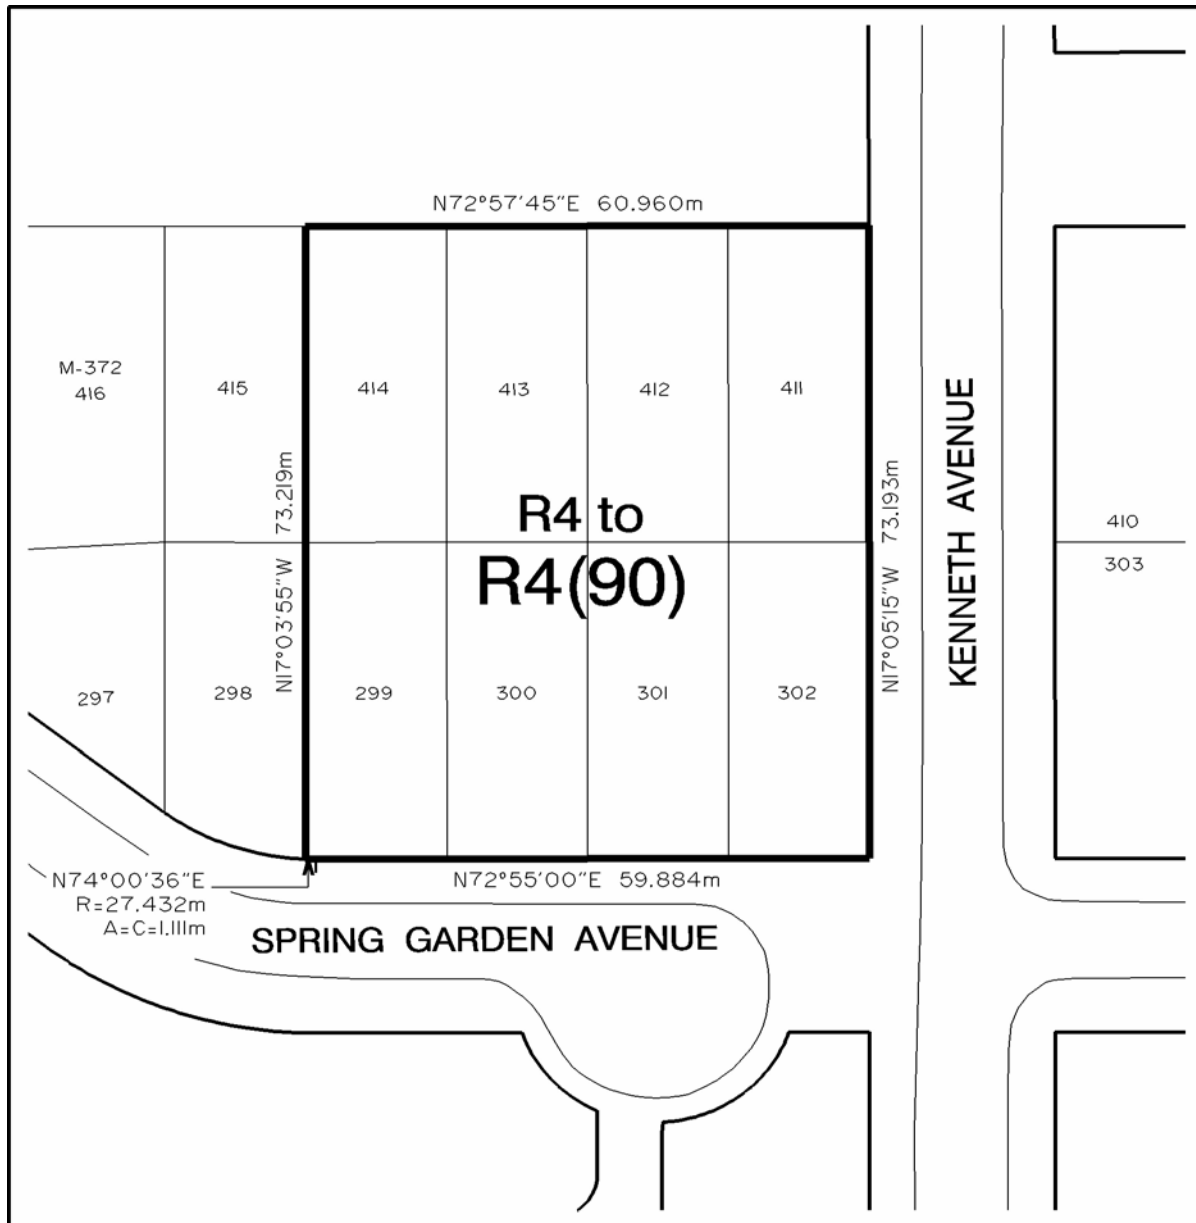 N72°57'45"E 60.960m
M-372
416
415
414
413
412
411
N17°03'55"W 73.219m
R4 to
R4(90)
N17°05'15"W 73.193m
KENNETH AVENUE
410
303
297
298
299
300
301
302
N74°00'36"E
R=27.432m
A=C=1.111m
N72°55'00"E 59.884m
SPRING GARDEN AVENUE